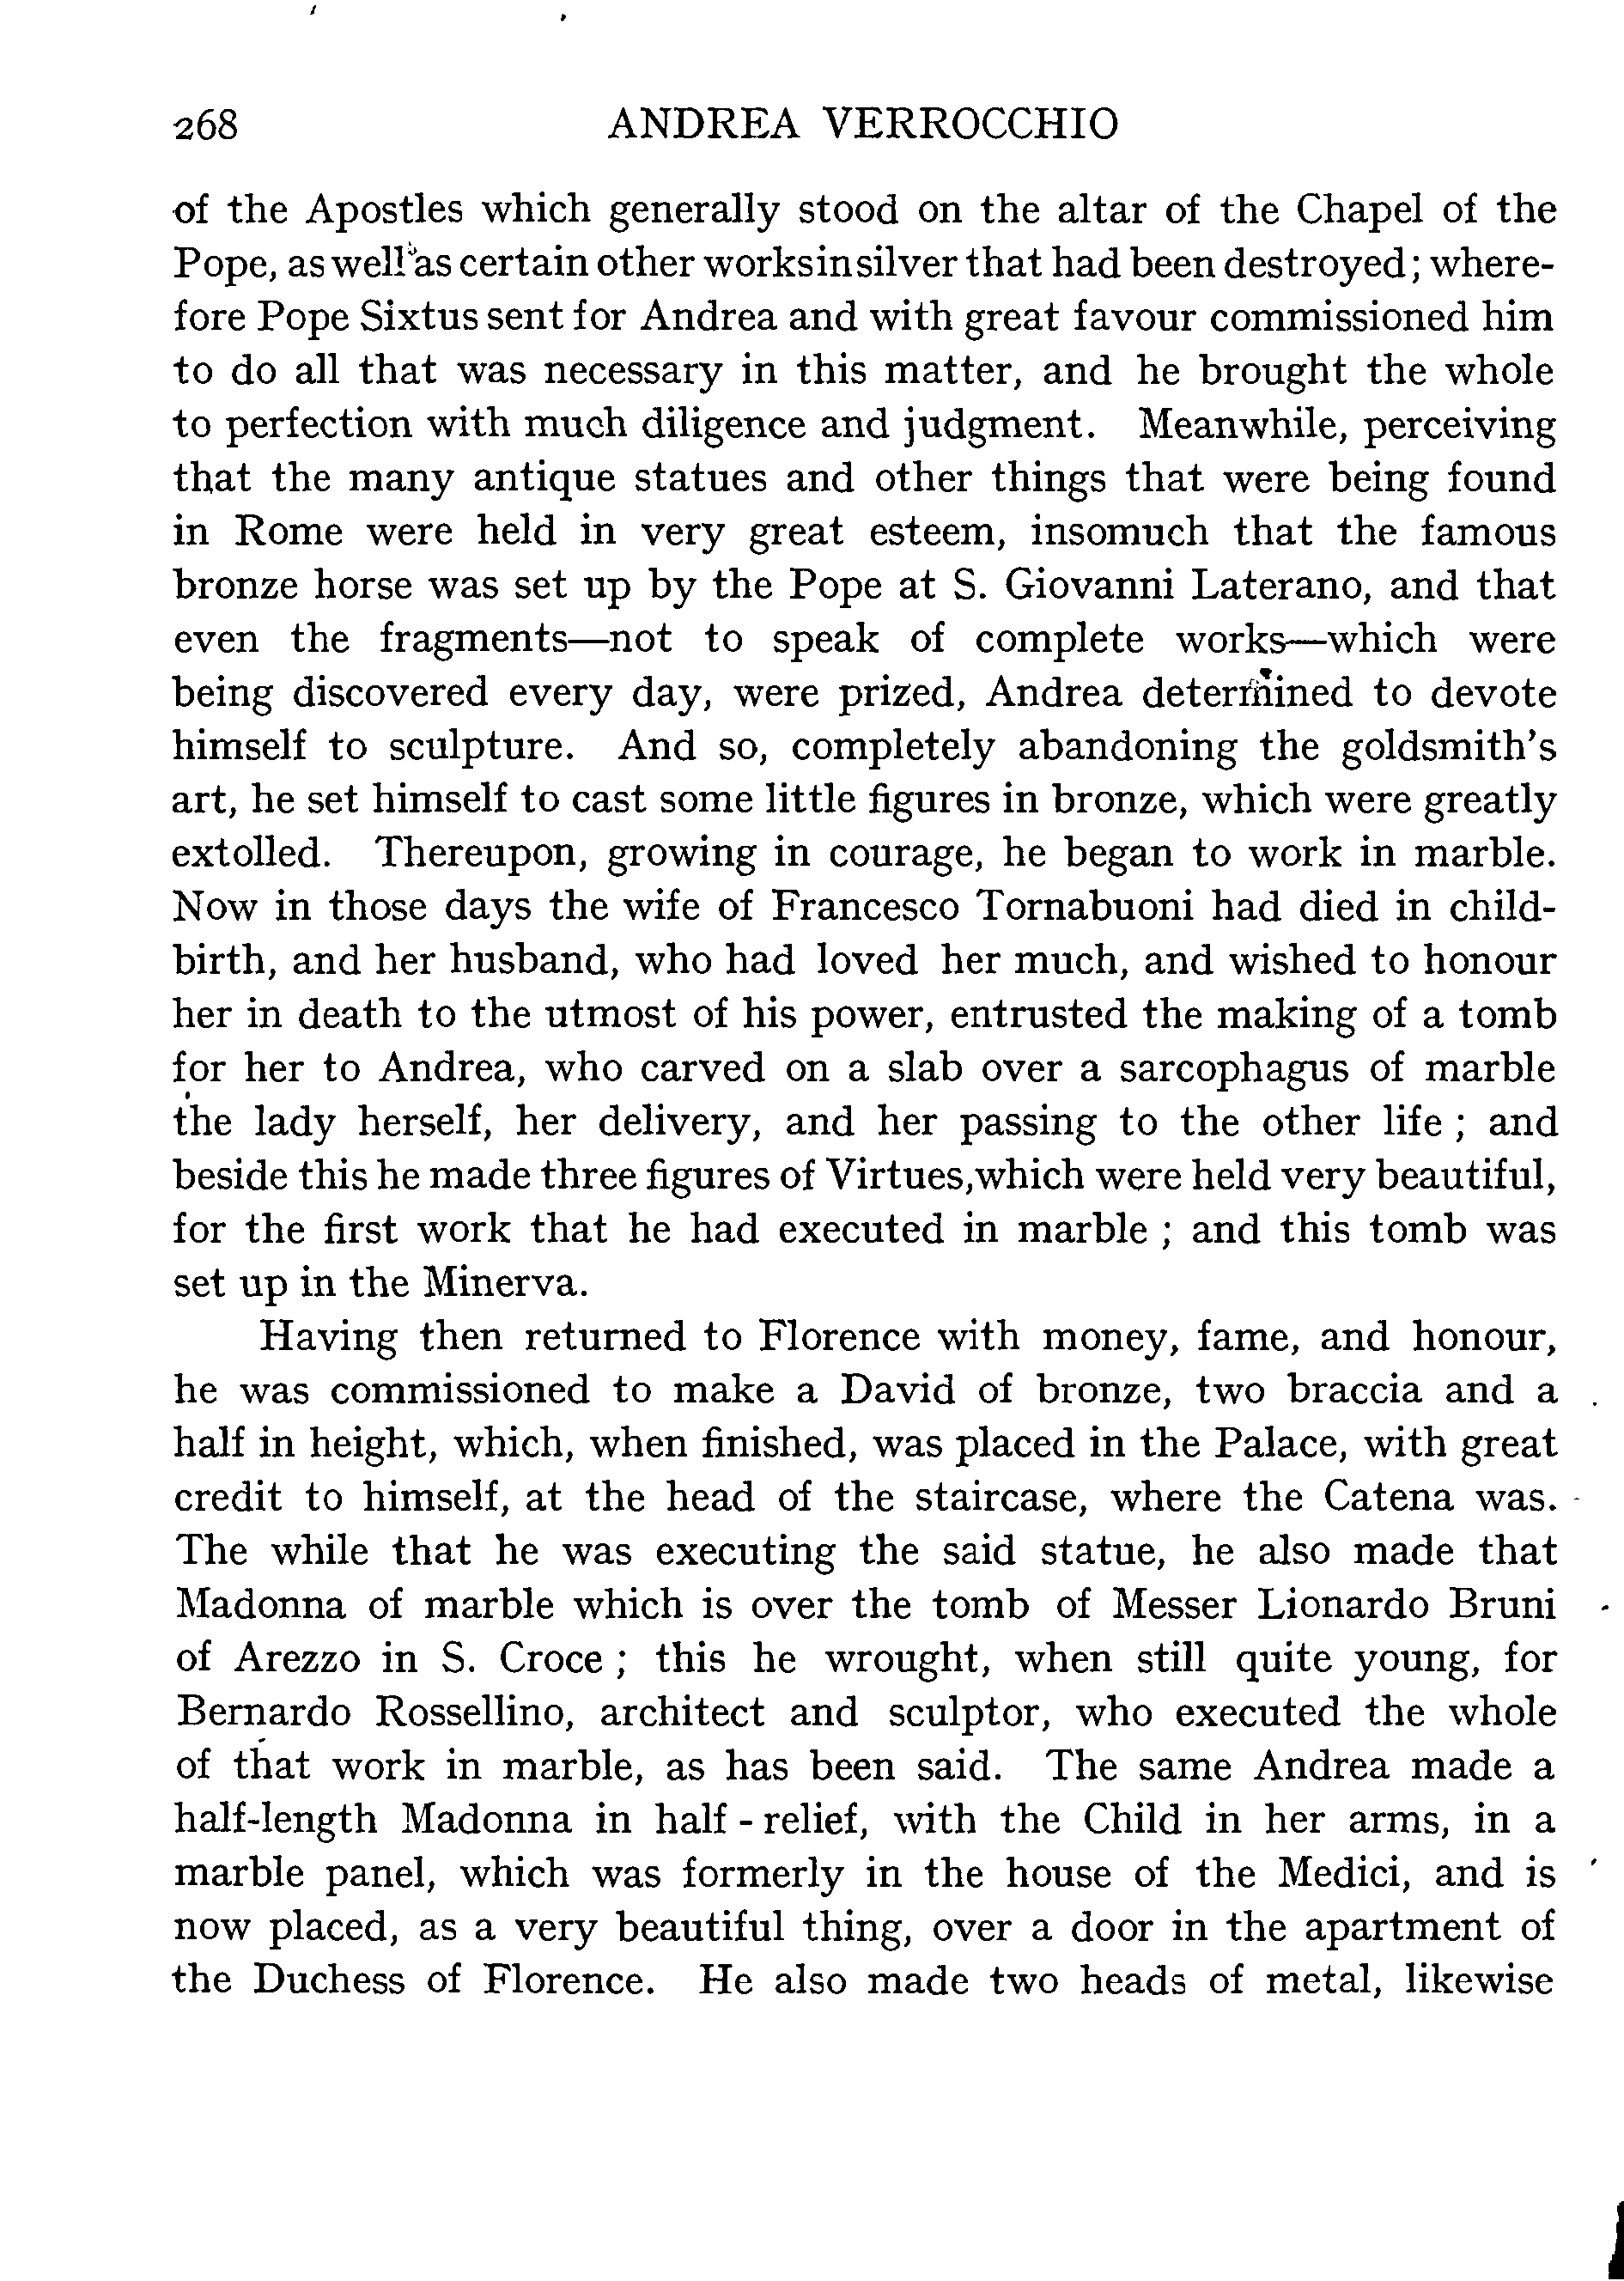 268 ANDREA VERROCCHIO
of the Apostles which generally stood on the altar of the Chapel of the
Pope, as well as certain other works in silver that had been destroyed; where-
fore Pope Sixtus sent for Andrea and with great favour commissioned him
to do all that was necessary in this matter, and he brought the whole
to perfection with much diligence and judgment. Meanwhile, perceiving
that the many antique statues and other things that were being found
in Rome were held in very great esteem, insomuch that the famous
bronze horse was set up by the Pope at S. Giovanni Laterano, and that
even the fragments—not to speak of complete works—which were
being discovered every day, were prized, Andrea determined to devote
himself to sculpture. And so, completely abandoning the goldsmith's
art, he set himself to cast some little figures in bronze, which were greatly
extolled. Thereupon, growing in courage, he began to work in marble.
Now in those days the wife of Francesco Tornabuoni had died in child-
birth, and her husband, who had loved her much, and wished to honour
her in death to the utmost of his power, entrusted the making of a tomb
for her to Andrea, who carved on a slab over a sarcophagus of marble
the lady herself, her delivery, and her passing to the other life ; and
beside this he made three figures of Virtues, which were held very beautiful,
for the first work that he had executed in marble ; and this tomb was
set up in the Minerva.
Having then returned to Florence with money, fame, and honour,
he was commissioned to make a David of bronze, two braccia and a
half in height, which, when finished, was placed in the Palace, with great
credit to himself, at the head of the staircase, where the Catena was.
The while that he was executing the said statue, he also made that
Madonna of marble which is over the tomb of Messer Lionardo Bruni
of Arezzo in S. Croce ; this he wrought, when still quite young, for
Bernardo Rossellino, architect and sculptor, who executed the whole
of that work in marble, as has been said. The same Andrea made a
half-length Madonna in half-relief, with the Child in her arms, in a
marble panel, which was formerly in the house of the Medici, and is
now placed, as a very beautiful thing, over a door in the apartment of
the Duchess of Florence. He also made two heads of metal, likewise